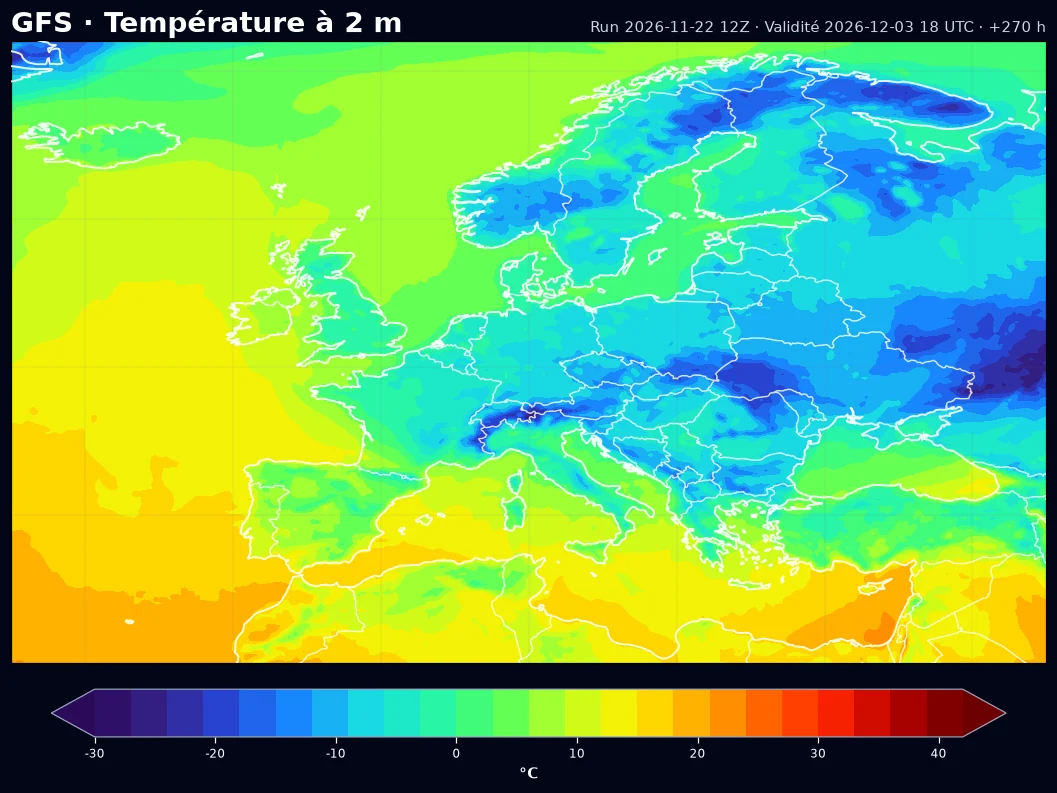 GFS · Température à 2 m
Run 2026-11-22 12Z · Validité 2026-12-03 18 UTC · +270 h
-30 -20 -10 0 10 20 30 40
°C